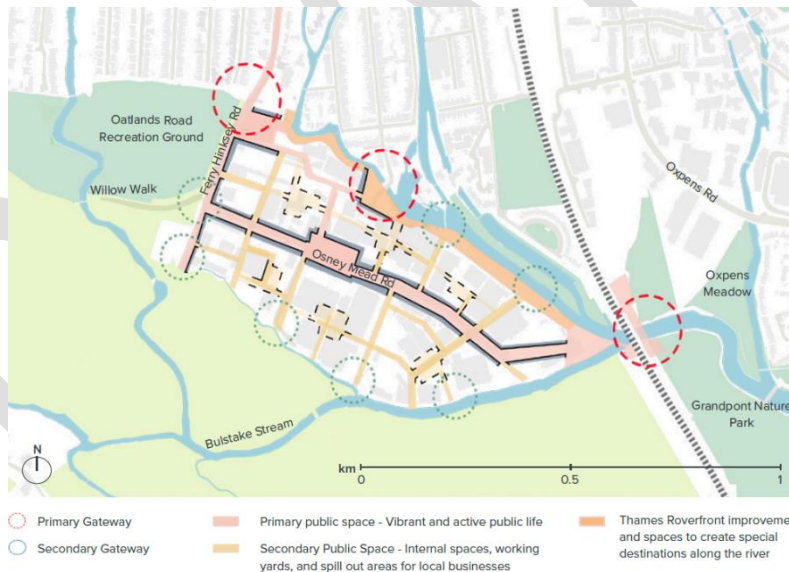 Oatlands Road
Recreation Ground
Ferry Hinksey Rd
Willow Walk
Oxpens Rd
Osney Mead Rd
Oxpens
Meadow
Grandpont Nature
Park
Bulstake Stream
N
km
0
0.5
1
Primary Gateway
Primary public space - Vibrant and active public life
Thames Roverfront improveme
Secondary Gateway
Secondary Public Space - Internal spaces, working
and spaces to create special
yards, and spill out areas for local businesses
destinations along the river